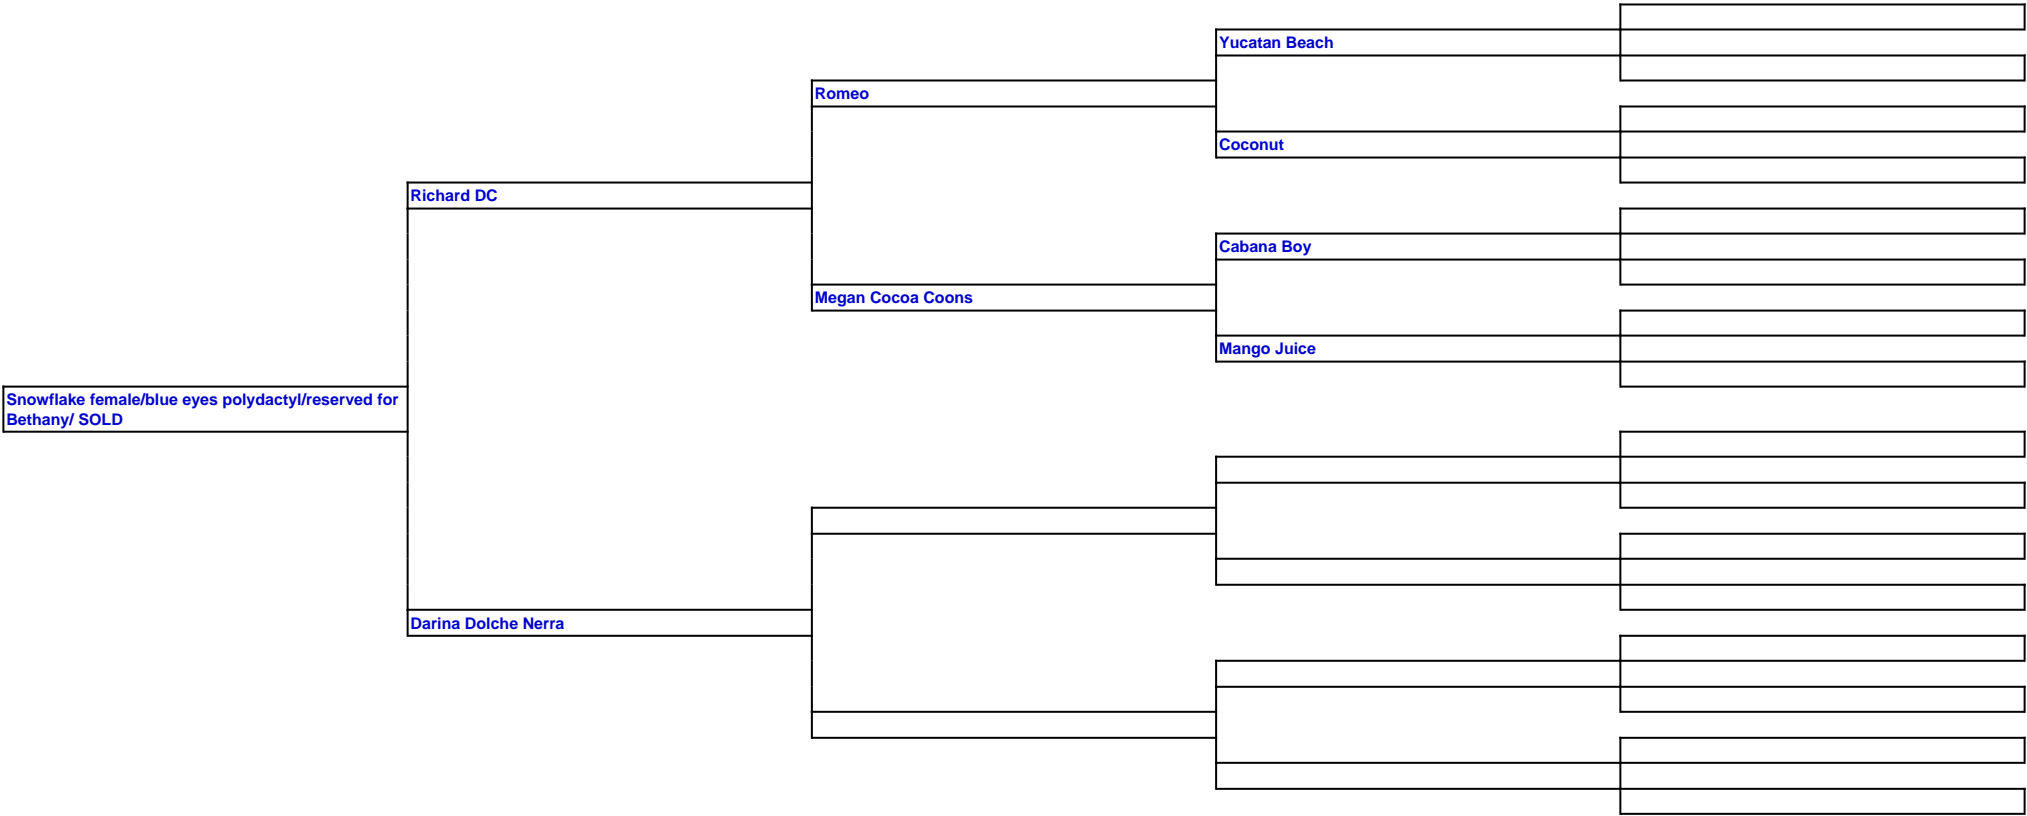 Yucatan Beach
Romeo
Coconut
Richard DC
Cabana Boy
Megan Cocoa Coons
Mango Juice
Snowflake female/blue eyes polydactyl/reserved for
Bethany/ SOLD
Darina Dolche Nerra